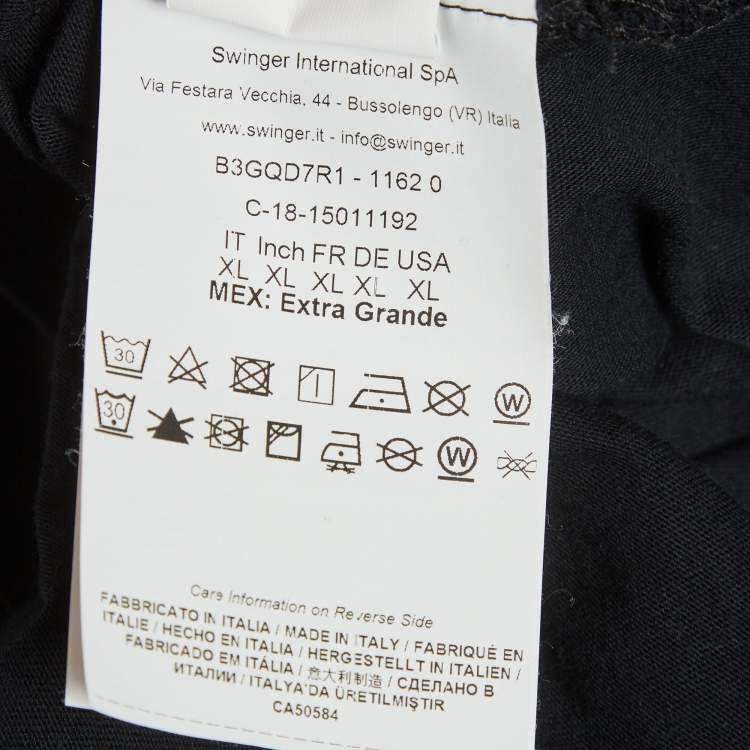 Swinger International SpA
Via Festara Vecchia, 44 - Bussolengo (VR) Italia
www.swinger.it - info@swinger.it
B3GQD7R1 - 1162 0
C-18-15011192
IT Inch FR DE USA
XL XL XL XL XL
MEX: Extra Grande
30
W
30
W
Care Information on Reverse Side
FABBRICATO IN ITALIA / MADE IN ITALY / FABRIQUÉ EN
ITALIE / HECHO EN ITALIA / HERGESTELLT IN ITALIEN /
FABRICADO EM ITÁLIA / 意大利制造 / СДЕЛАНО В
ИТАЛИИ / ITALYA'DA ÜRETILMIŞTIR
CA50584